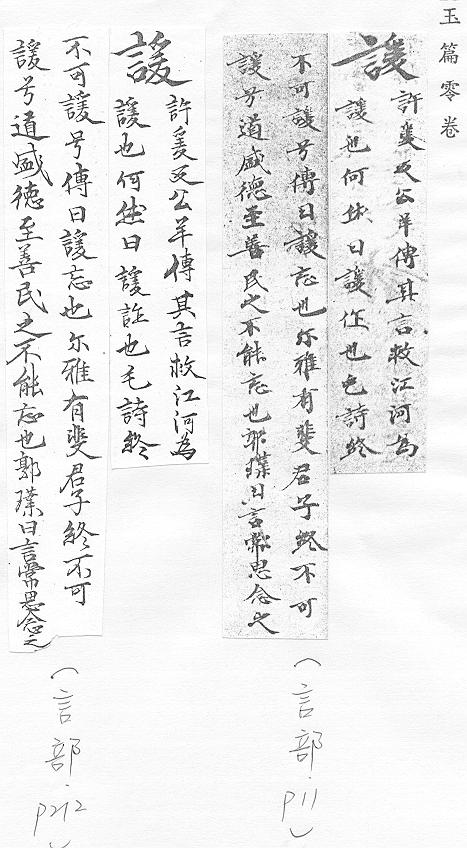 玉篇零卷
諼
許爰反公羊傳其言救江河為
諼也何休曰諼詐也毛詩終
不可諼兮傳曰諼忘也尔雅有斐君子終不可
諼兮道盛德至善民之不能忘也郭璞曰言常思念之
(言部.p11)
諼
許爰反公羊傳其言救江河為
諼也何曰諼也毛詩終
不可諼兮傳曰諼忘也尔雅有斐君子終不可
諼兮道盛德至善民之不能忘也郭璞曰言常思念之
(言部.p212)